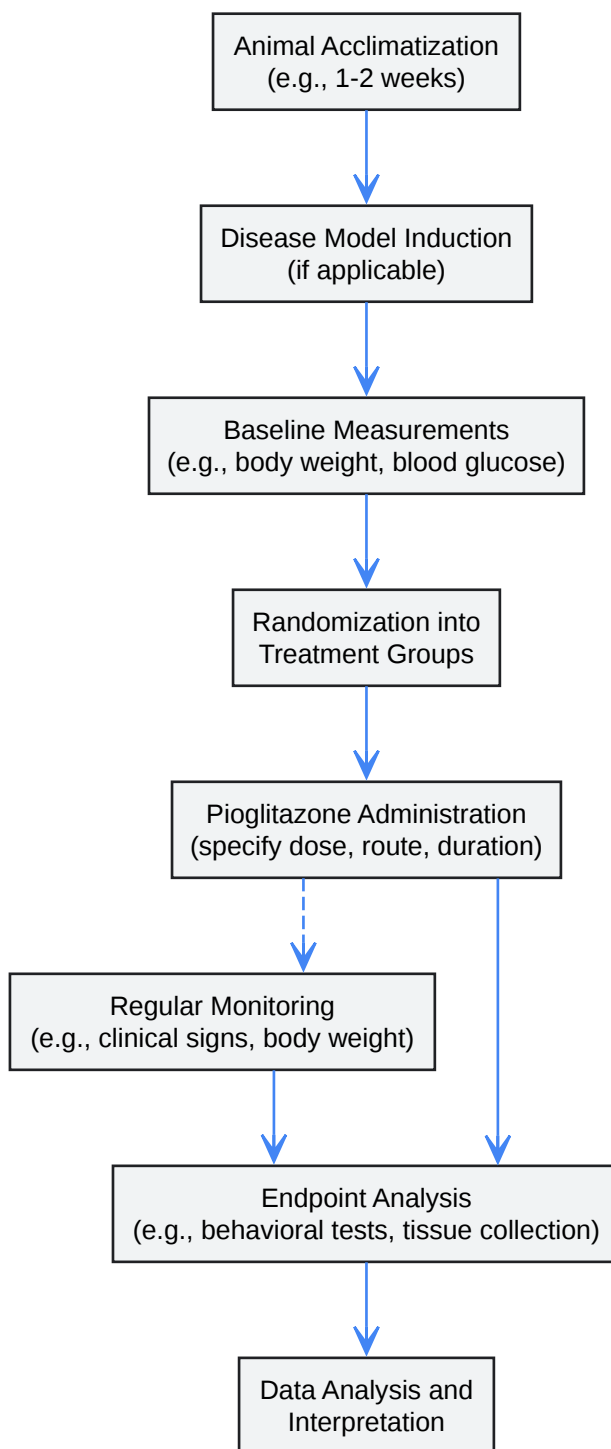 Animal Acclimatization
(e.g., 1-2 weeks)
Disease Model Induction
(if applicable)
Baseline Measurements
(e.g., body weight, blood glucose)
Randomization into
Treatment Groups
Pioglitazone Administration
(specify dose, route, duration)
Regular Monitoring
(e.g., clinical signs, body weight)
Endpoint Analysis
(e.g., behavioral tests, tissue collection)
Data Analysis and
Interpretation